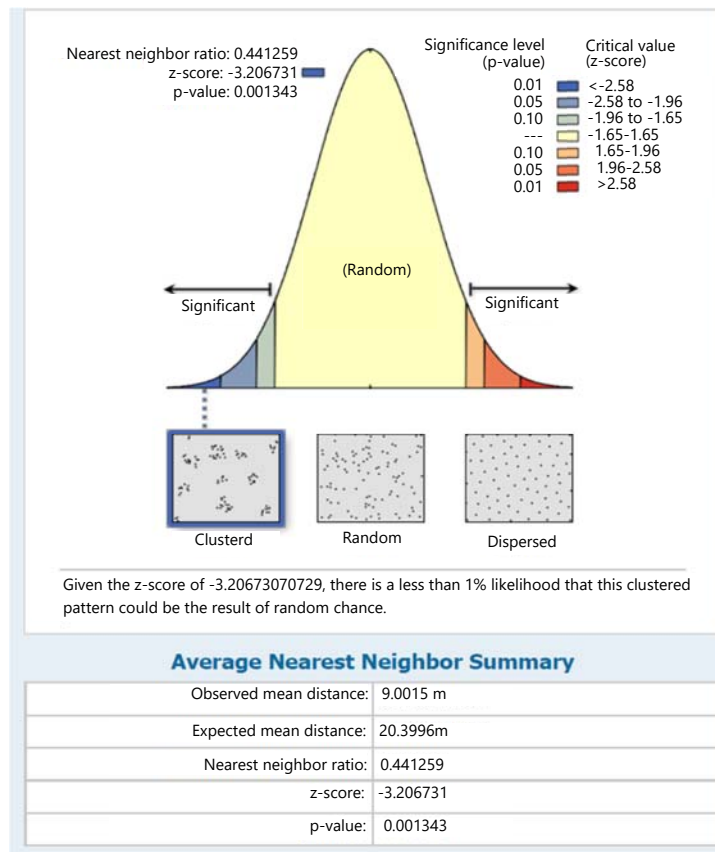 Nearest neighbor ratio: 0.441259
z-score: -3.206731
p-value: 0.001343
Significance level (p-value)
Critical value (z-score)
0.01 <-2.58
0.05 -2.58 to -1.96
0.10 -1.96 to -1.65
--- -1.65-1.65
0.10 1.65-1.96
0.05 1.96-2.58
0.01 >2.58
(Random)
Significant
Significant
Clusterd
Random
Dispersed
Given the z-score of -3.20673070729, there is a less than 1% likelihood that this clustered
pattern could be the result of random chance.
Average Nearest Neighbor Summary
Observed mean distance: 9.0015 m
Expected mean distance: 20.3996m
Nearest neighbor ratio: 0.441259
z-score: -3.206731
p-value: 0.001343